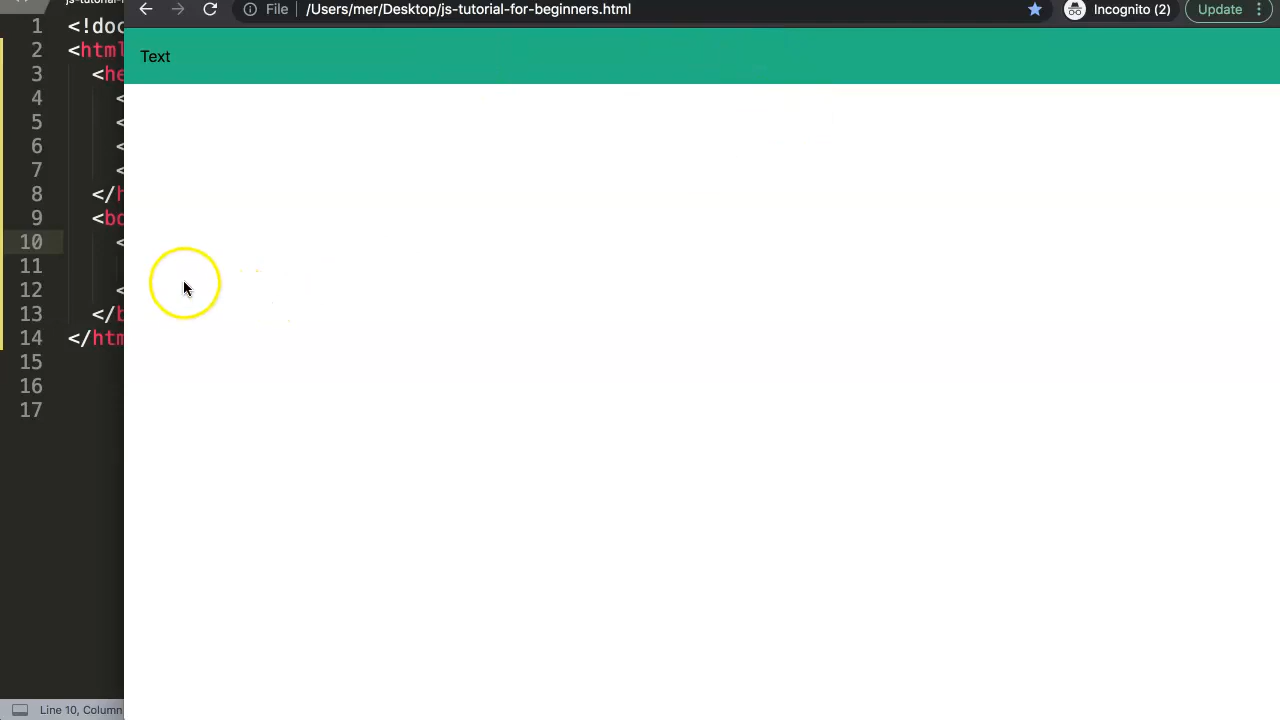 js-tutorial-
File /Users/mer/Desktop/js-tutorial-for-beginners.html Incognito (2) Update
Text
1 <!doc
2 <html
3 <he
4 <
5 <
6 <
7 <
8 </h
9 <bo
10 <
11
12 <
13 </b
14 </htm
15
16
17
Line 10, Column